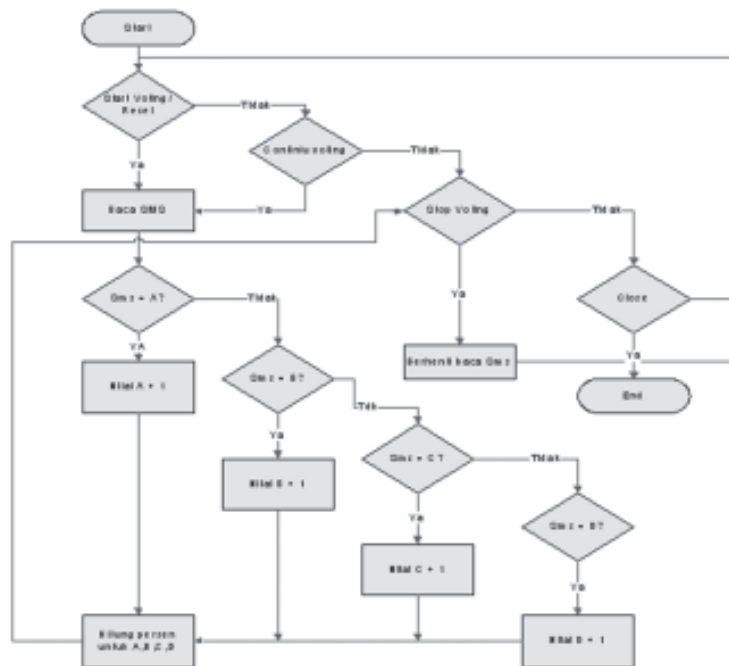 Start
Start Voting /
Reset
Tidak
Continiu voting
Tidak
Ya
Ya
Baca SMS
Stop Voting
Tidak
Sms = A?
Tidak
Ya
Close
YA
Berhenti baca Sms
Ya
Nilai A + 1
Sms = B?
End
Tdk
Ya
Sms = C?
Tidak
Nilai B + 1
Ya
Nilai C + 1
Ya
Hitung persen
untuk A,B,C,D
Nilai D + 1